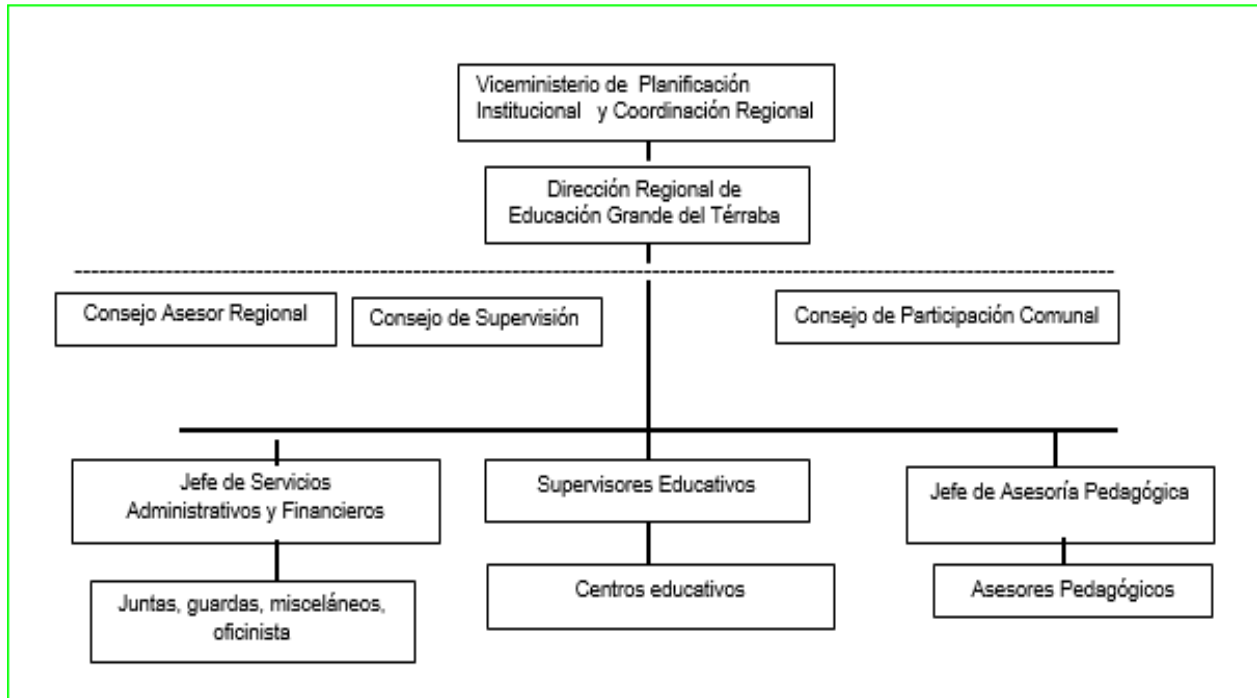 Viceministerio de Planificación
Institucional y Coordinación Regional
Dirección Regional de
Educación Grande del Térraba
Consejo Asesor Regional
Consejo de Supervisión
Consejo de Participación Comunal
Jefe de Servicios
Administrativos y Financieros
Supervisores Educativos
Jefe de Asesoría Pedagógica
Juntas, guardas, misceláneos,
oficinista
Centros educativos
Asesores Pedagógicos